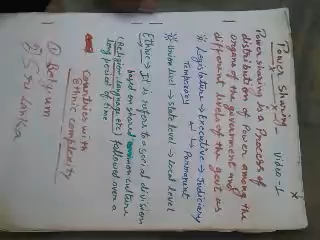 Power Sharing Video-1
Power sharing is a Process of
distribution of Power among the
organs of the government and
different levels of the govt. as
* Legislature → Executive → Judiciary
Temporary ↵ ↳ Permanent
* Union level → state level → Local level
Ethnic → It is refers to a social division
based on shared culture
(Religion, language, etc) followed over a
long period of time
Countries with
Ethnic complexity
① Belgium
② Sri Lanka